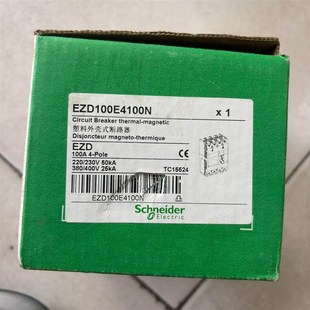 EZD100E4100N x 1
Circuit Breaker thermal-magnetic
塑料外壳式断路器
Disjoncteur magneto-thermique
EZD
100A 4-Pole CE
220/230V 50kA
380/400V 25kA TC15624
EZD100E4100N
Schneider
Electric